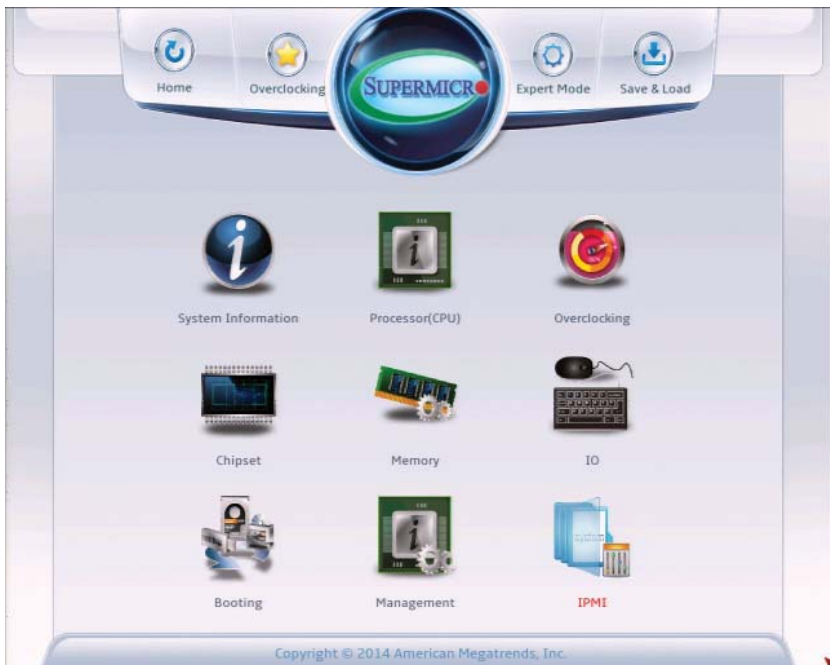 Home
Overclocking
SUPERMICR
Expert Mode
Save & Load
System Information
Processor(CPU)
Overclocking
Chipset
Memory
IO
system
Booting
Management
IPMI
Copyright © 2014 American Megatrends, Inc.